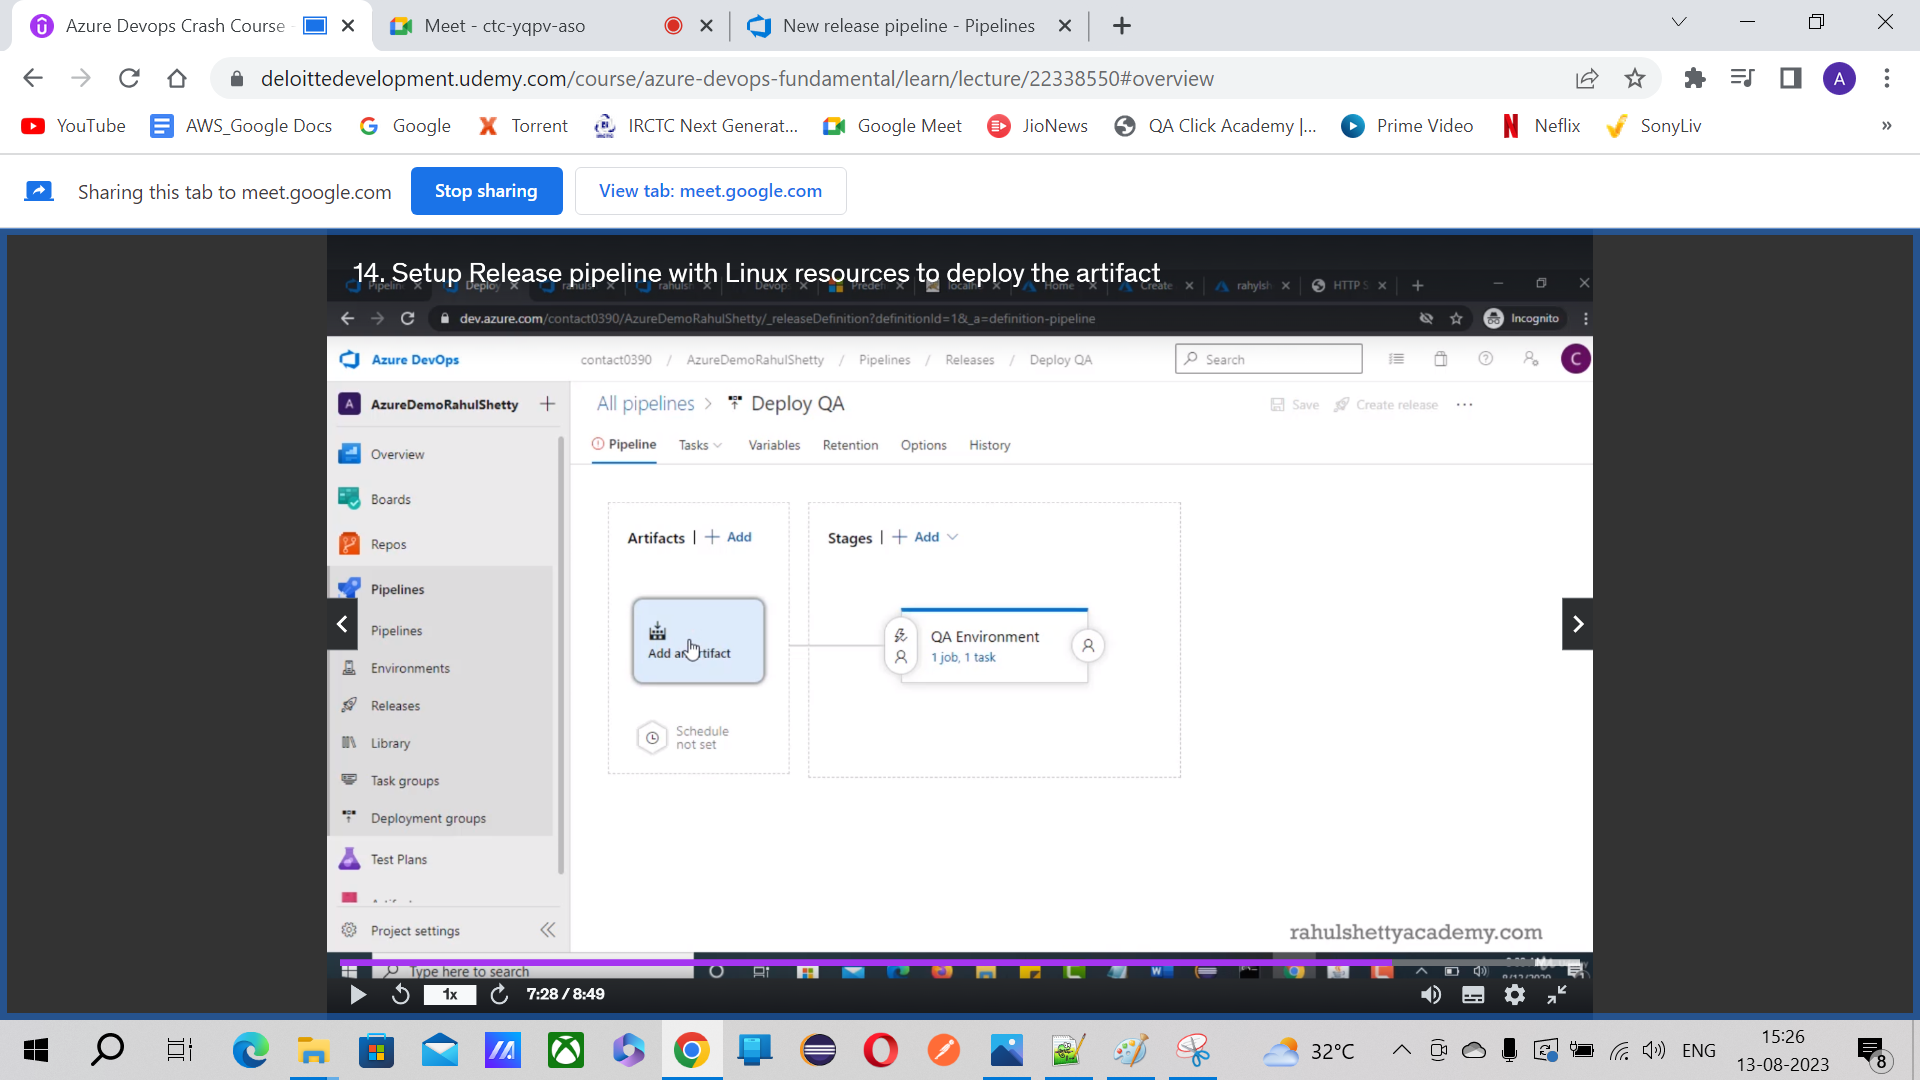 Azure Devops Crash Course
Meet - ctc-yqpv-aso
New release pipeline - Pipelines
deloittedevelopment.udemy.com/course/azure-devops-fundamental/learn/lecture/22338550#overview
A
YouTube
AWS_Google Docs
Google
Torrent
IRCTC Next Generat...
Google Meet
JioNews
QA Click Academy |...
Prime Video
Neflix
SonyLiv
»
Sharing this tab to meet.google.com
Stop sharing
View tab: meet.google.com
14. Setup Release pipeline with Linux resources to deploy the artifact
Home
Create
HTTP S
dev.azure.com/contact0390/AzureDemoRahulShetty/_releaseDefinition?definitionId=1&_a=definition-pipeline
Incognito
Azure DevOps
contact0390 / AzureDemoRahulShetty / Pipelines / Releases / Deploy QA
Search
C
A AzureDemoRahulShetty
All pipelines > Deploy QA
Save
Create release
Pipeline
Tasks
Variables
Retention
Options
History
Overview
Boards
Repos
Pipelines
Pipelines
Environments
Releases
Library
Task groups
Deployment groups
Test Plans
Project settings
Artifacts | + Add
Stages | + Add
Add an artifact
QA Environment
1 job, 1 task
Schedule
not set
rahulshettyacademy.com
Type here to search
1x
7:28 / 8:49
32°C
ENG
15:26
13-08-2023
8